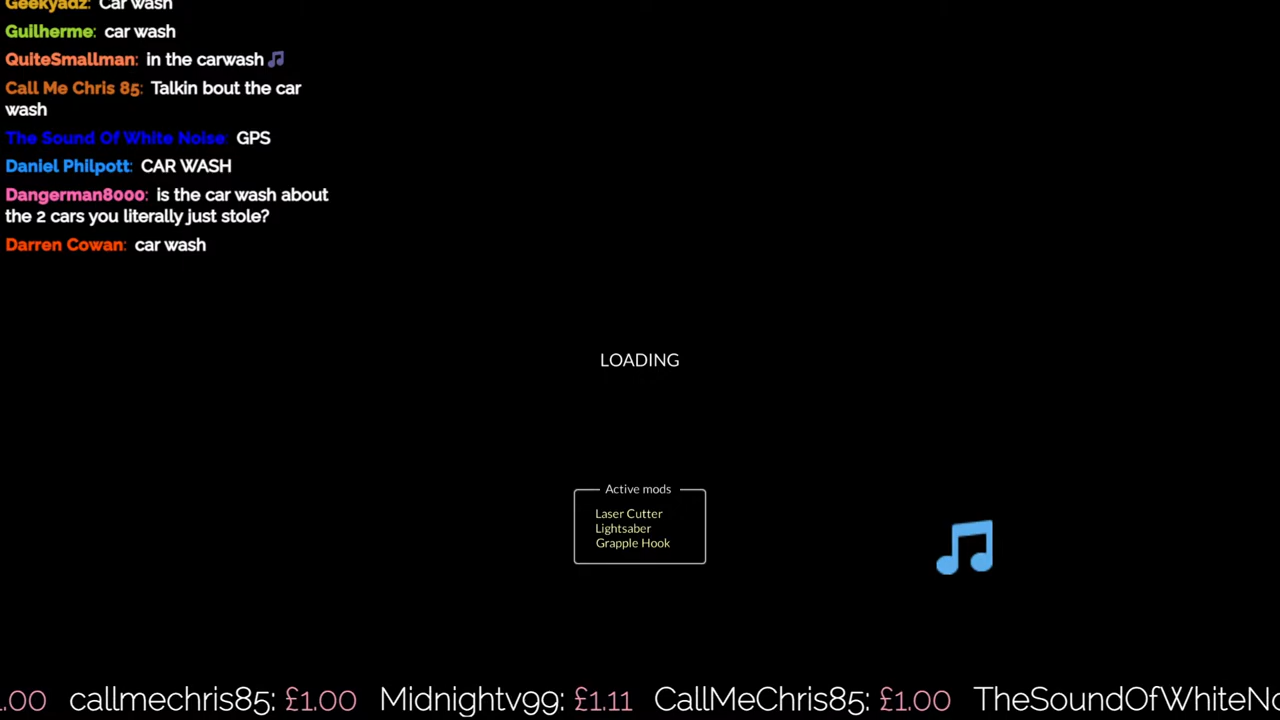 Geekyadz: Car wash
Guilherme: car wash
QuiteSmallman: in the carwash🎵
Call Me Chris 85: Talkin bout the car
wash
The Sound Of White Noise: GPS
Daniel Philpott: CAR WASH
Dangerman8000: is the car wash about
the 2 cars you literally just stole?
Darren Cowan: car wash
LOADING
Active mods
Laser Cutter
Lightsaber
Grapple Hook
.00 callmechris85: £1.00 Midnightv99: £1.11 CallMeChris85: £1.00 TheSoundOfWhiteNo